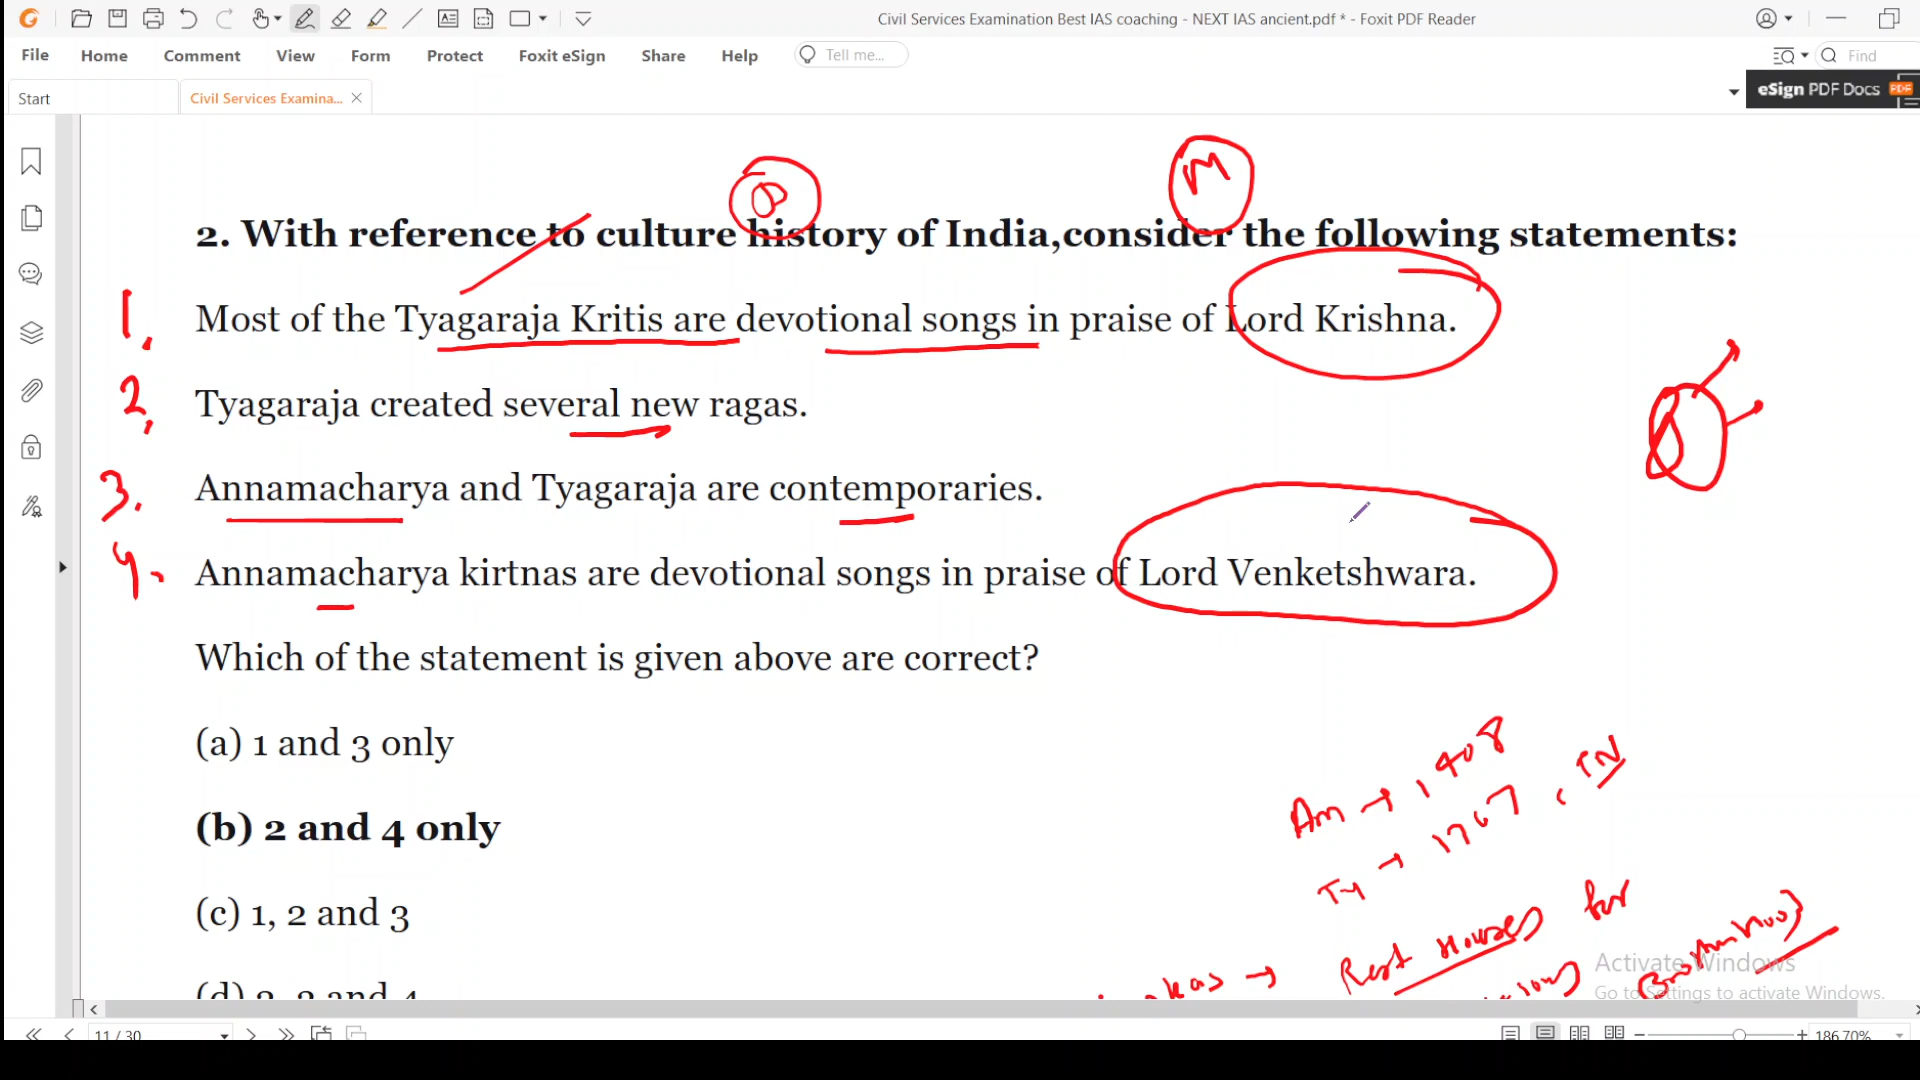 Civil Services Examination Best IAS coaching - NEXT IAS ancient.pdf * - Foxit PDF Reader
File Home Comment View Form Protect Foxit eSign Share Help Tell me... Find
Start Civil Services Examina... eSign PDF Docs PDF
M
2. With reference to culture history of India,consider the following statements:
1. Most of the Tyagaraja Kritis are devotional songs in praise of Lord Krishna.
2. Tyagaraja created several new ragas.
3. Annamacharya and Tyagaraja are contemporaries.
4. Annamacharya kirtnas are devotional songs in praise of Lord Venketshwara.
Which of the statement is given above are correct?
(a) 1 and 3 only
An → 1408
TN
(b) 2 and 4 only
Ty → 1767
(c) 1, 2 and 3
Rest Houses for
Activate Windows
Go to Settings to activate Windows.
11 / 30 186.70%